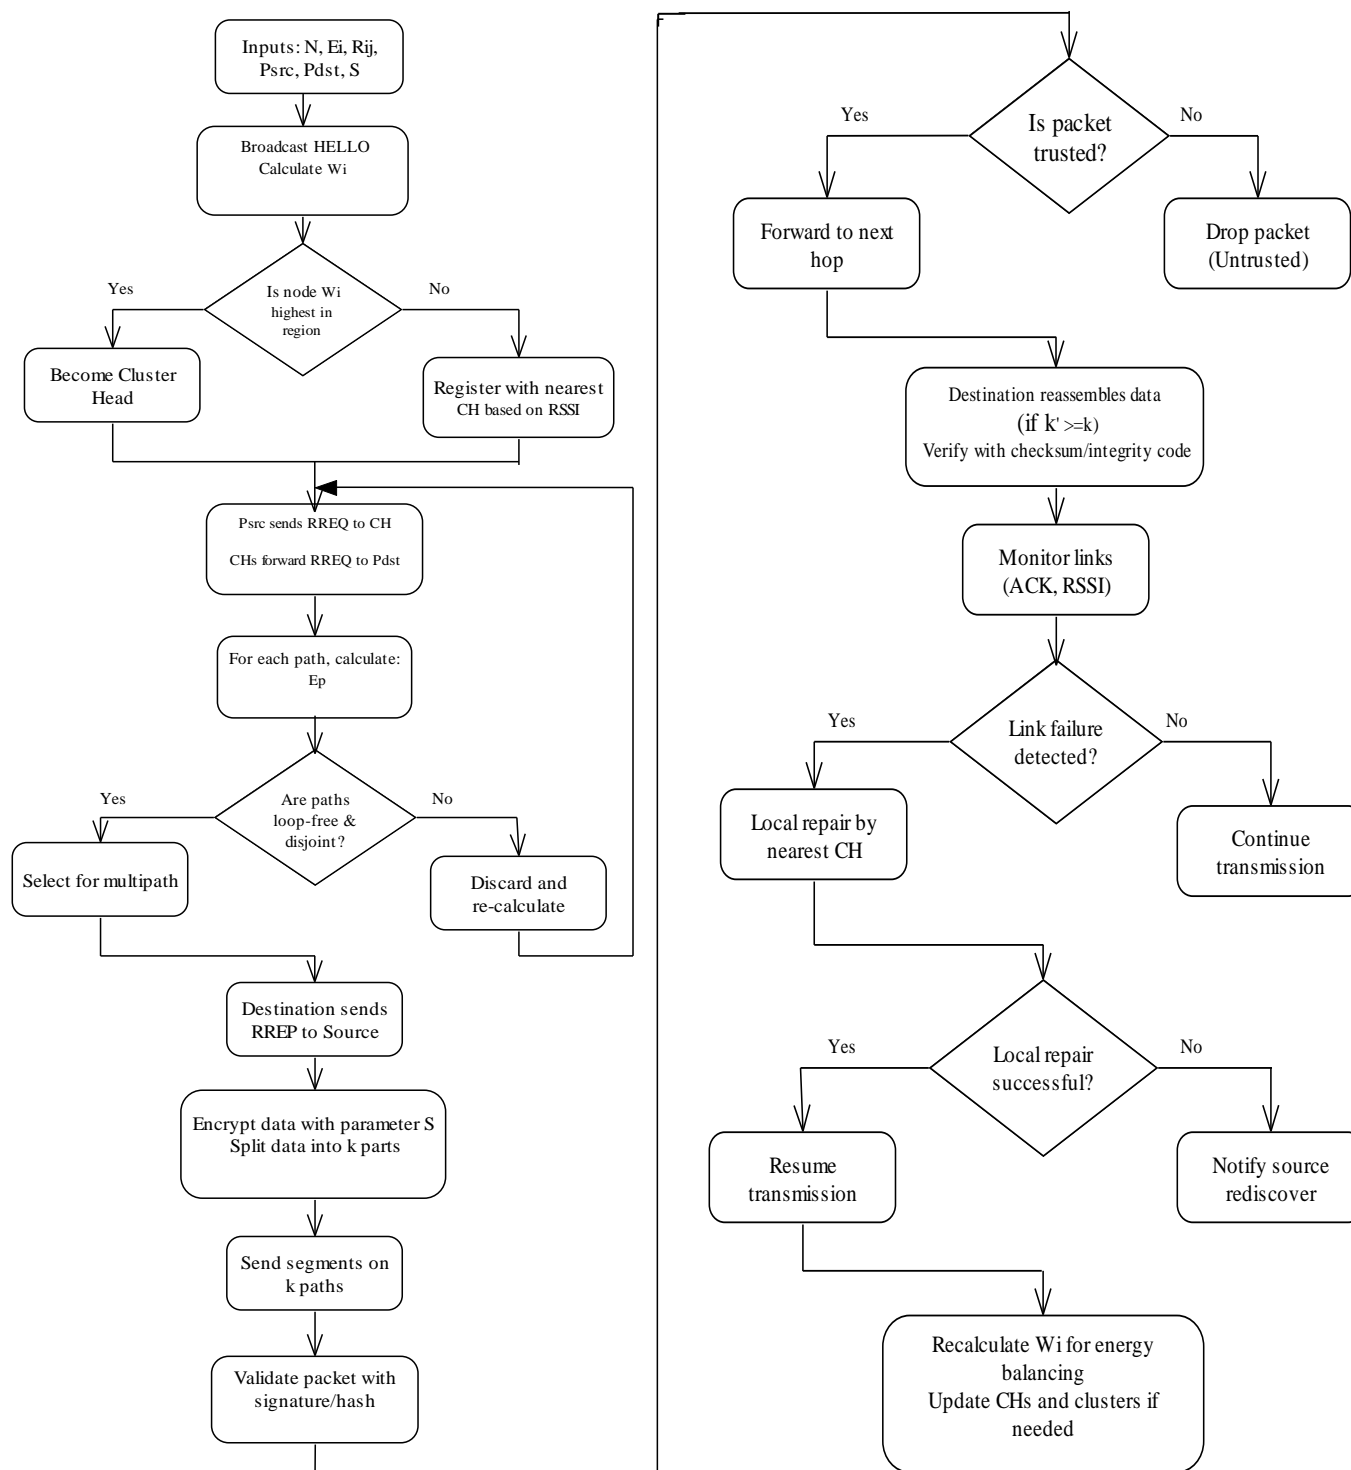 Inputs: N, Ei, Rij,
Psrc, Pdst, S
Broadcast HELLO
Calculate Wi
Is node Wi
highest in
region
Yes
No
Become Cluster
Head
Register with nearest
CH based on RSSI
Psrc sends RREQ to CH
CHs forward RREQ to Pdst
For each path, calculate:
Ep
Are paths
loop-free &
disjoint?
Yes
No
Select for multipath
Discard and
re-calculate
Destination sends
RREP to Source
Encrypt data with parameter S
Split data into k parts
Send segments on
k paths
Validate packet with
signature/hash
Is packet
trusted?
Yes
No
Forward to next
hop
Drop packet
(Untrusted)
Destination reassembles data
(if k' >=k)
Verify with checksum/integrity code
Monitor links
(ACK, RSSI)
Link failure
detected?
Yes
No
Local repair by
nearest CH
Continue
transmission
Local repair
successful?
Yes
No
Resume
transmission
Notify source
rediscover
Recalculate Wi for energy
balancing
Update CHs and clusters if
needed